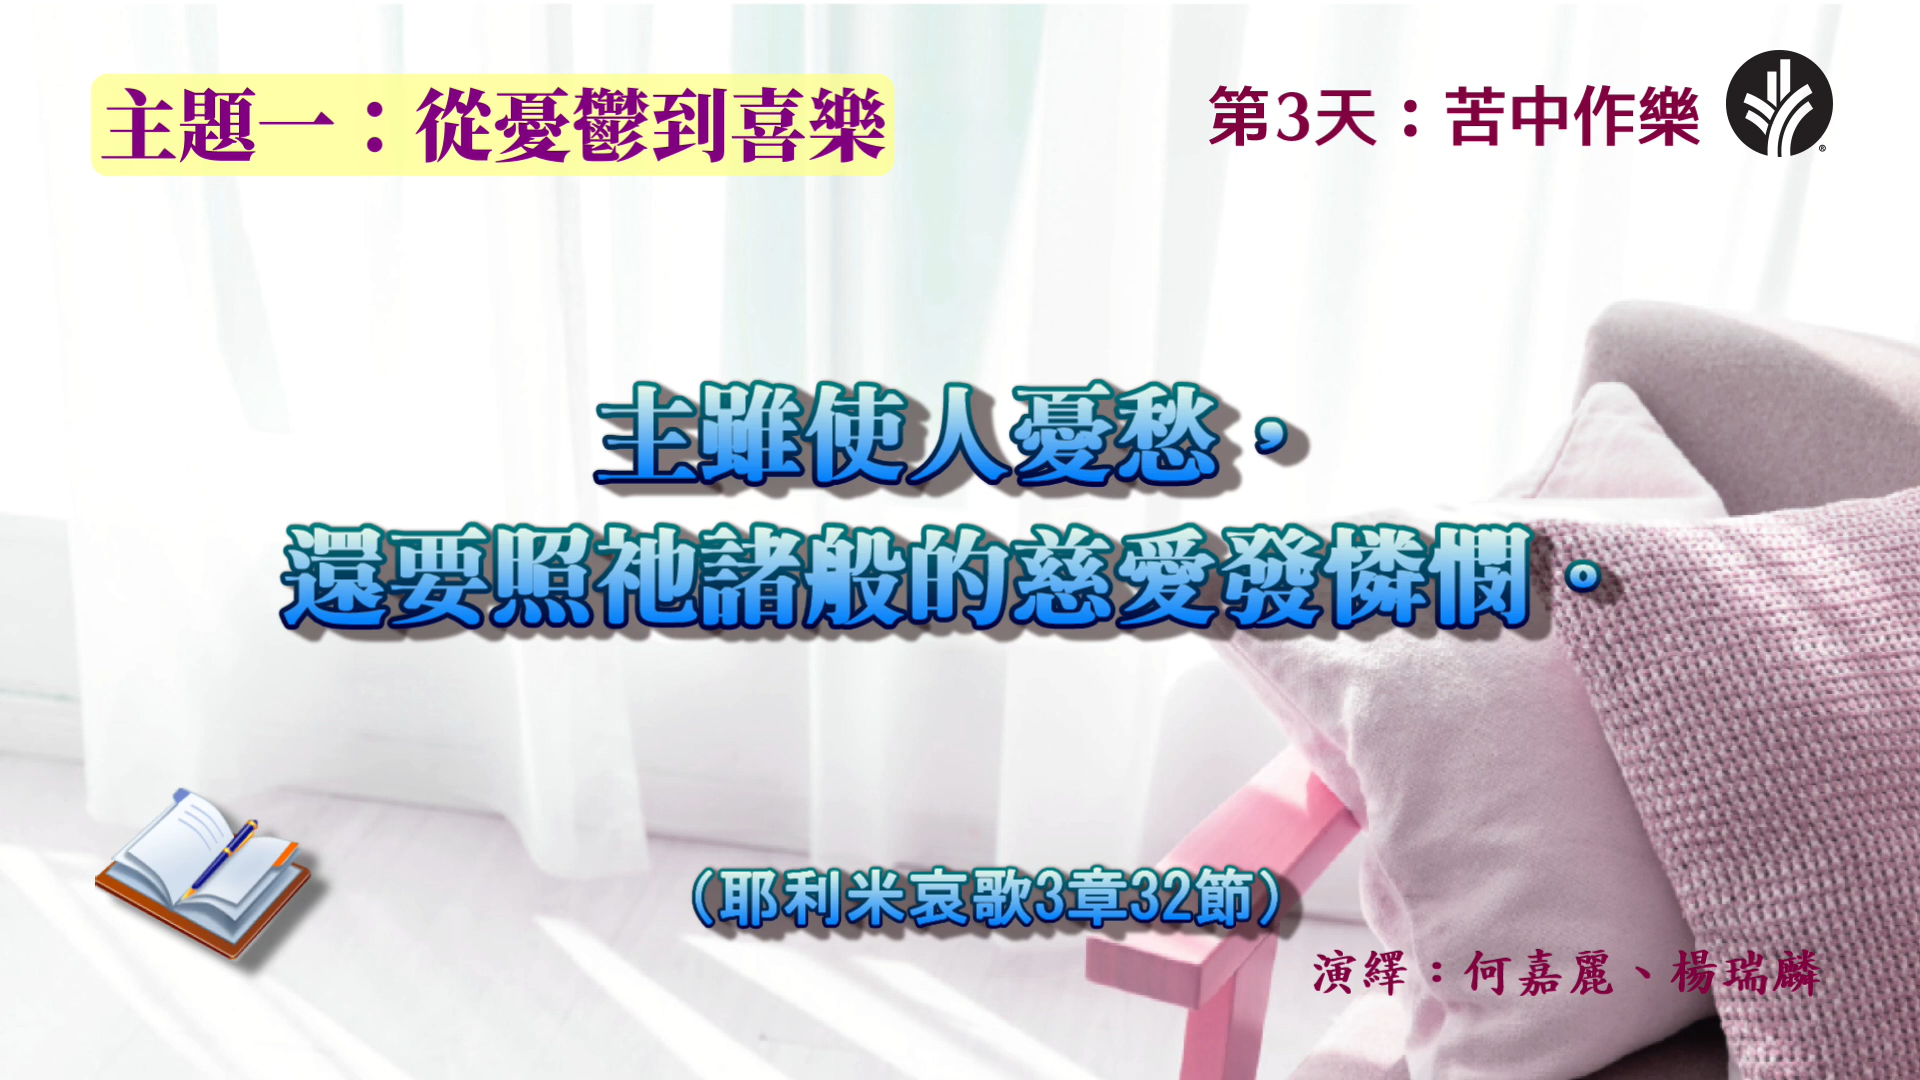 主題一：從憂鬱到喜樂
第3天：苦中作樂
主雖使人憂愁，
還要照祂諸般的慈愛發憐憫。
（耶利米哀歌3章32節）
演繹：何嘉麗、楊瑞麟